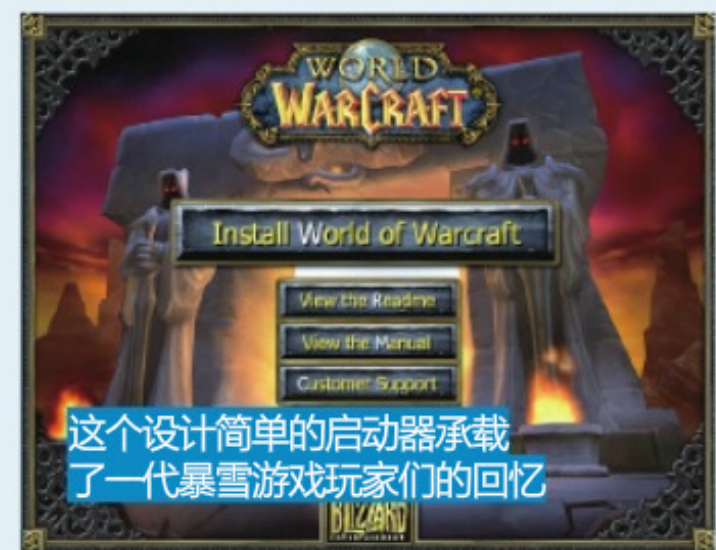 WORLD
OF
WARCRAFT
Install World of Warcraft
View the Readme
View the Manual
Customer Support
这个设计简单的启动器承载
了一代暴雪游戏玩家们的回忆
BLIZZARD
ENTERTAINMENT